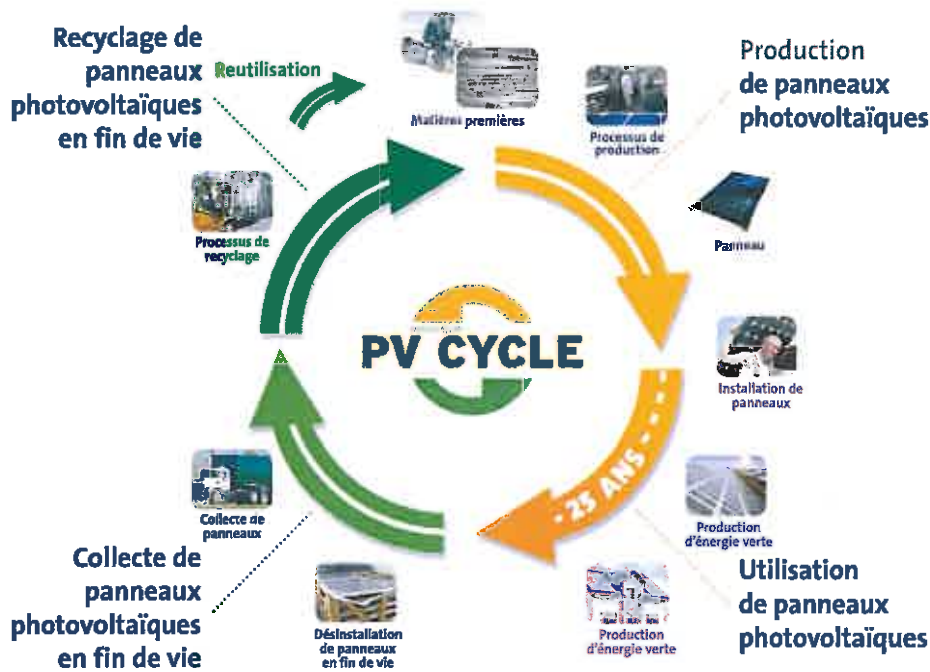 Recyclage de
panneaux
photovoltaïques
en fin de vie
Reutilisation
Matières premières
Processus de
production
Production
de panneaux
photovoltaïques
Panneau
Processus de
recyclage
PV CYCLE
Installation de
panneaux
- 25 ANS - - -
Production
d'énergie verte
Collecte de
panneaux
Utilisation
de panneaux
photovoltaïques
Collecte de
panneaux
photovoltaïques
en fin de vie
Désinstallation
de panneaux
en fin de vie
Production
d'énergie verte